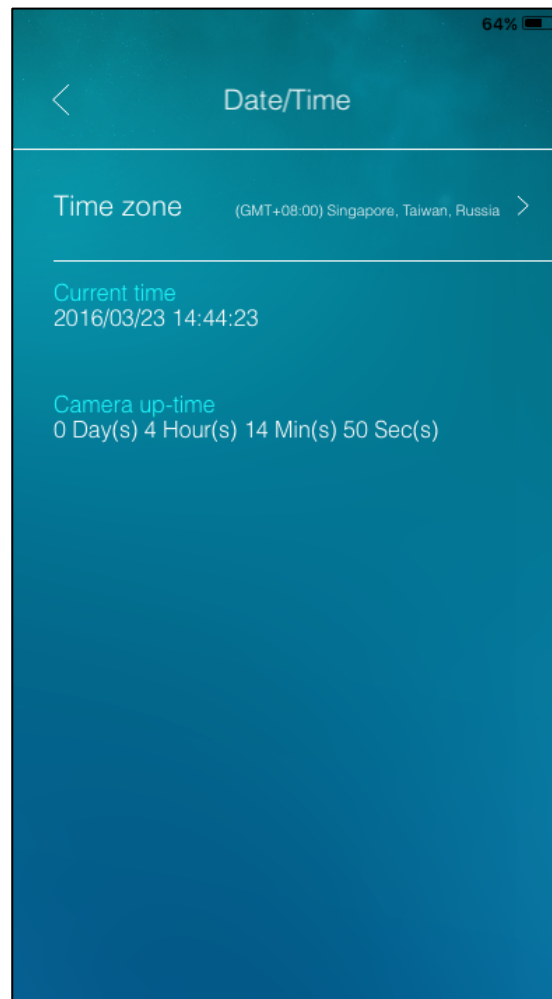 64%
Date/Time
Time zone (GMT+08:00) Singapore, Taiwan, Russia
Current time
2016/03/23 14:44:23
Camera up-time
0 Day(s) 4 Hour(s) 14 Min(s) 50 Sec(s)